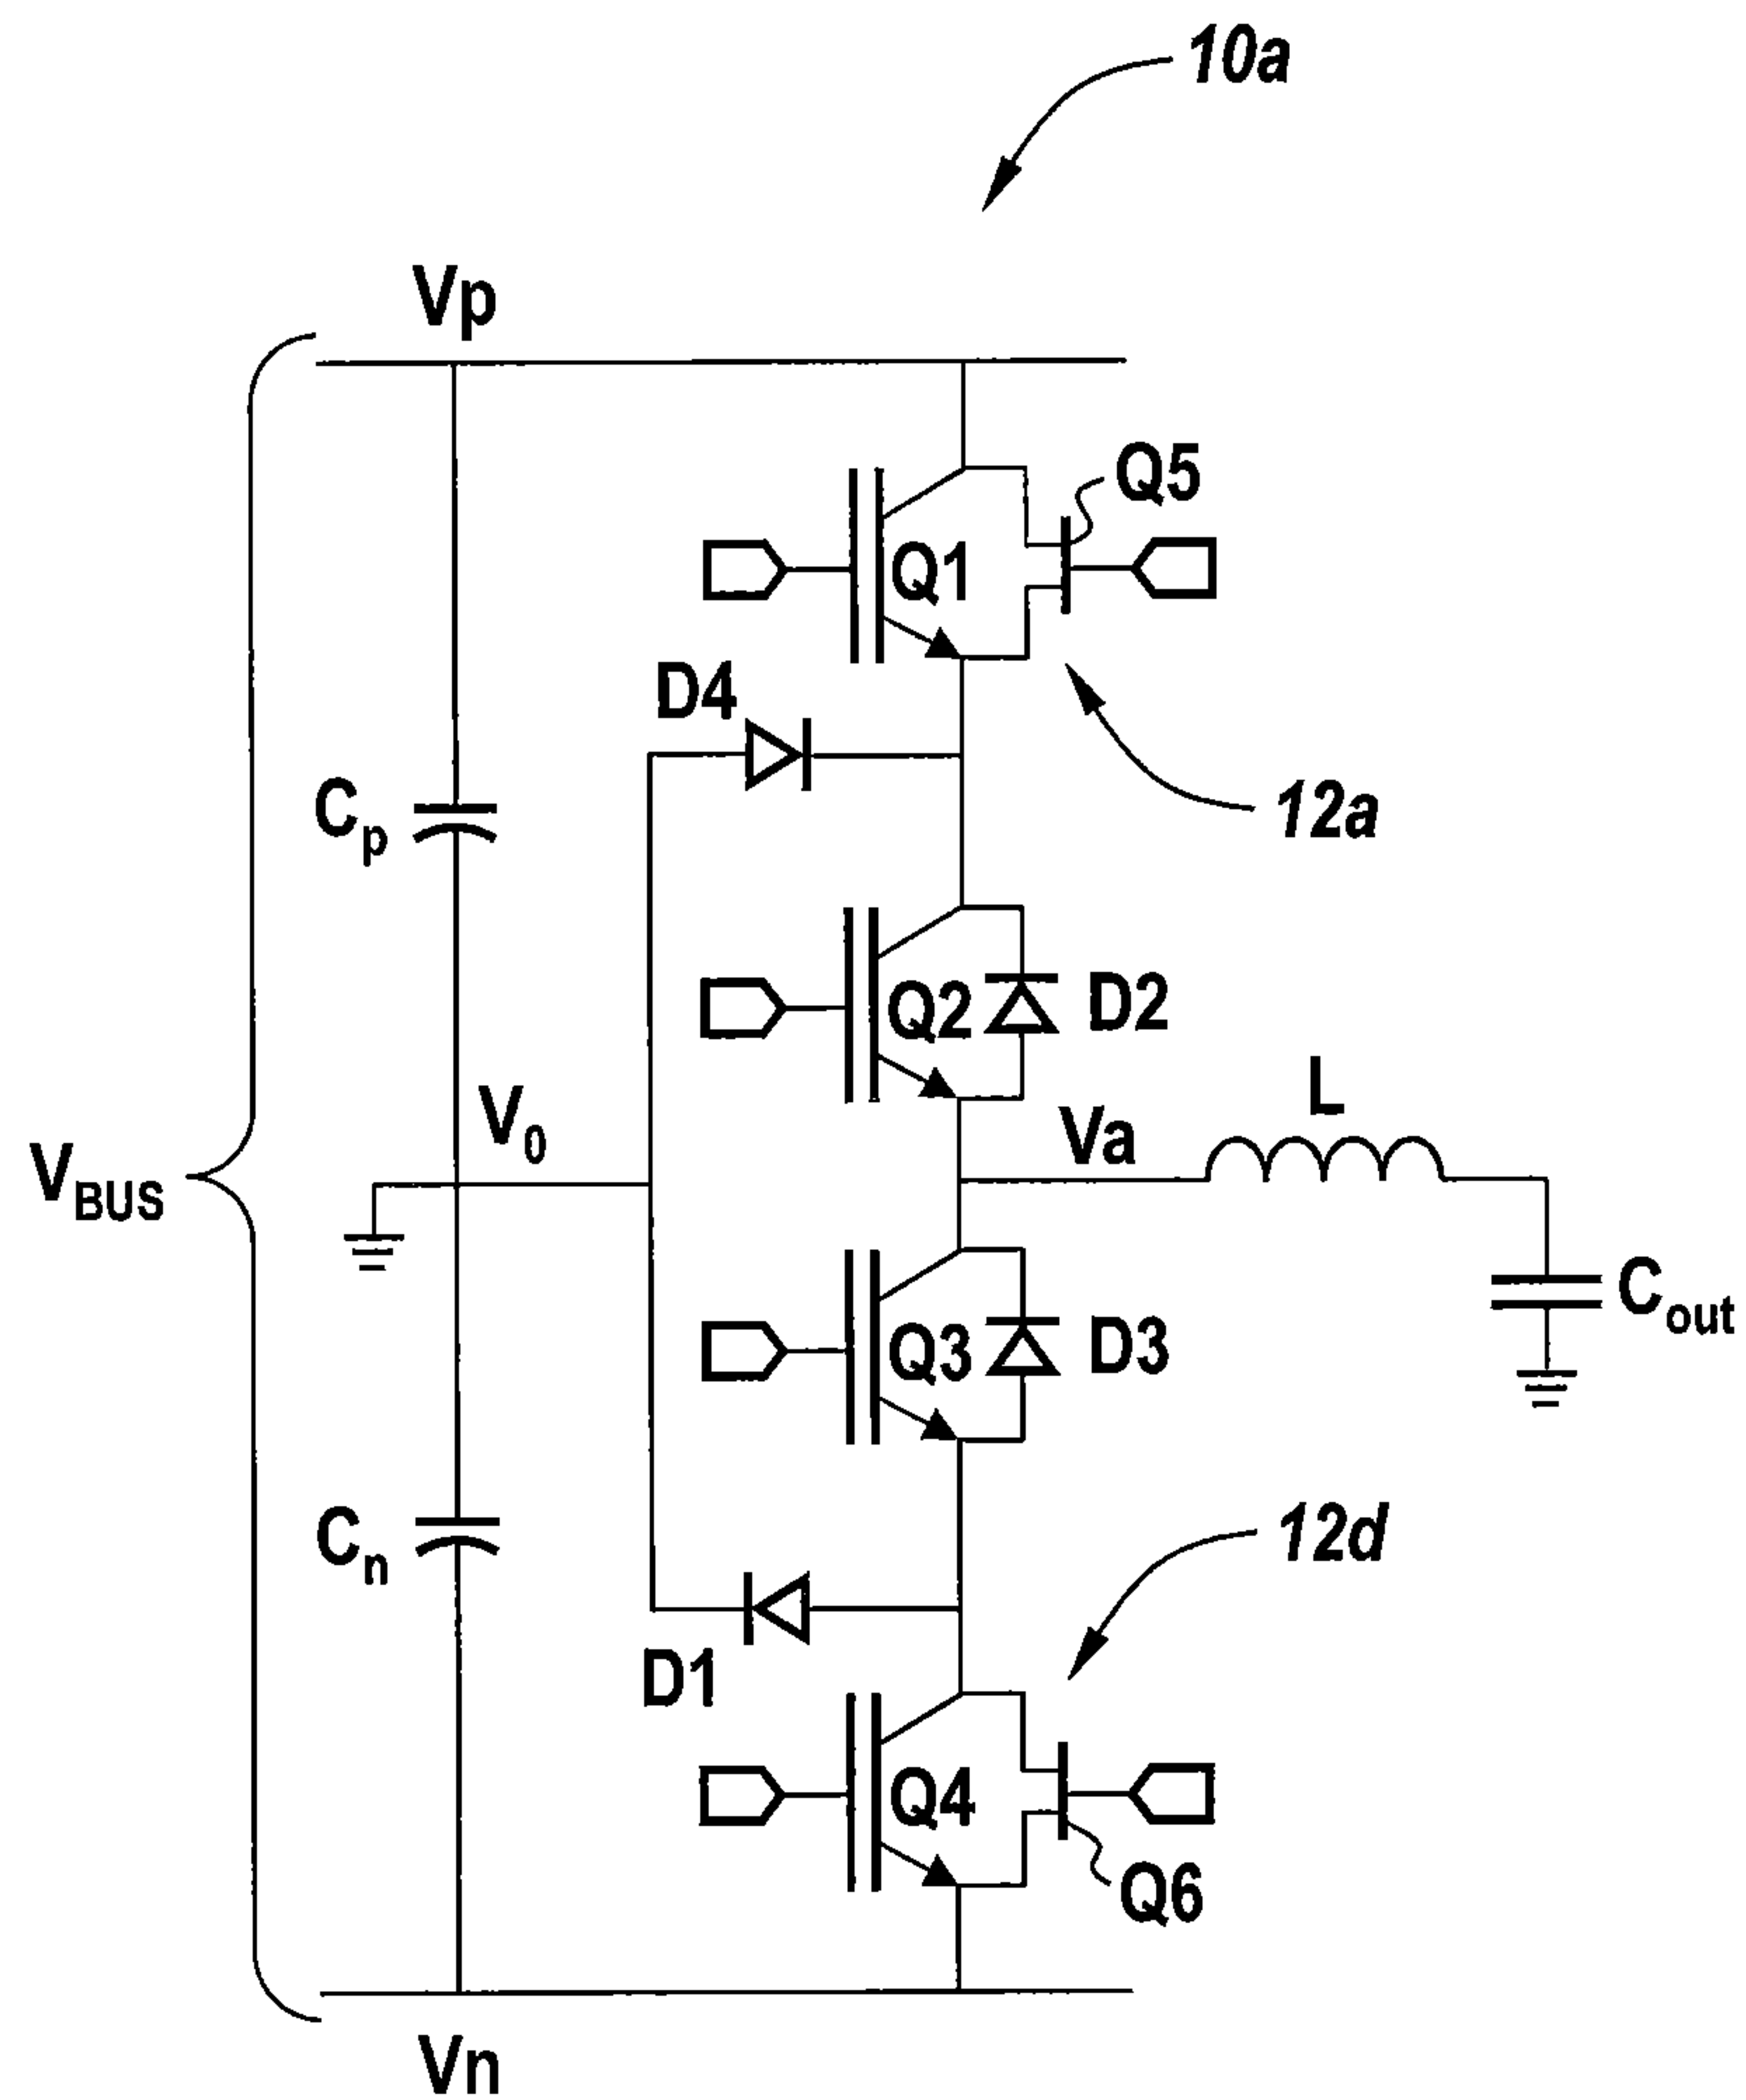 10a
Vp
Q5
Q1
D4
Cp
12a
Q2
D2
V0
Va
L
VBUS
Q3
D3
Cout
Cn
12d
D1
Q4
Q6
Vn